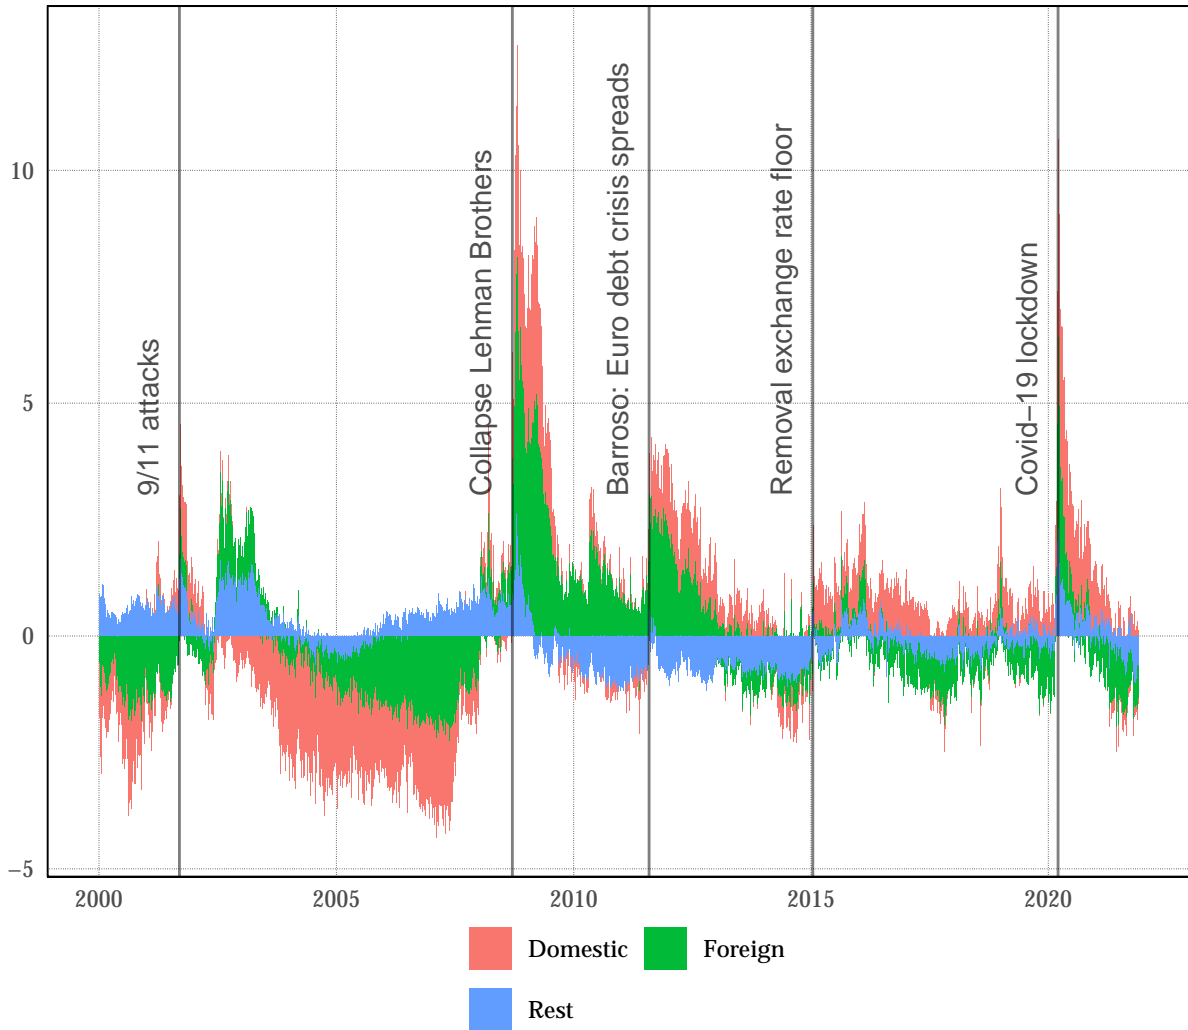 10
5
0
−5
9/11 attacks
Collapse Lehman Brothers
Barroso: Euro debt crisis spreads
Removal exchange rate floor
Covid−19 lockdown
2000
2005
2010
2015
2020
Domestic
Foreign
Rest